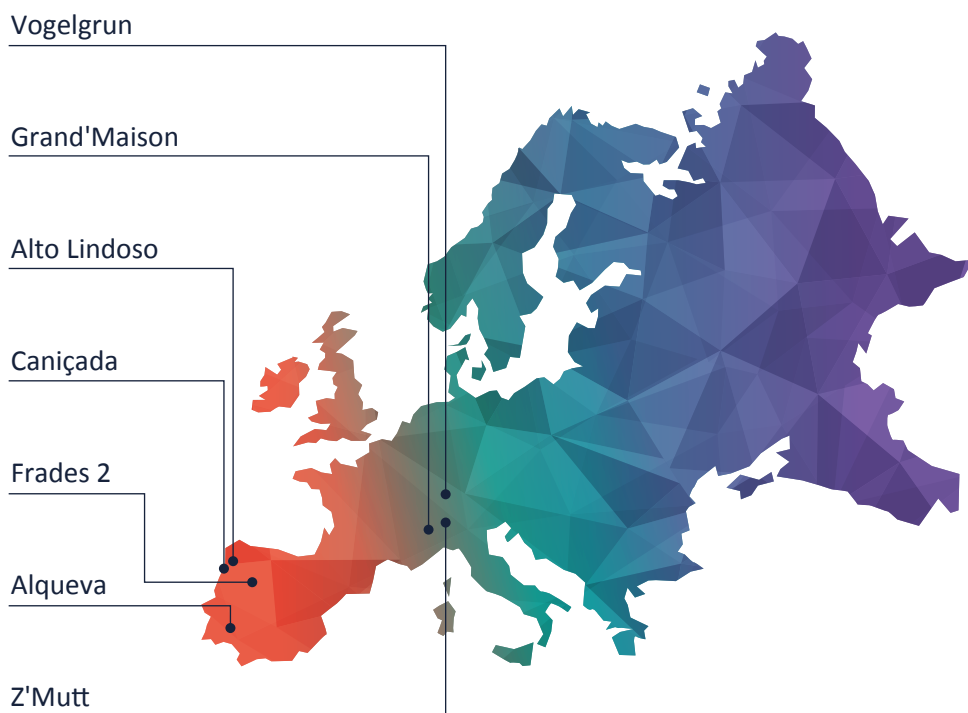 Vogelgrun
Grand'Maison
Alto Lindoso
Caniçada
Frades 2
Alqueva
Z'Mutt